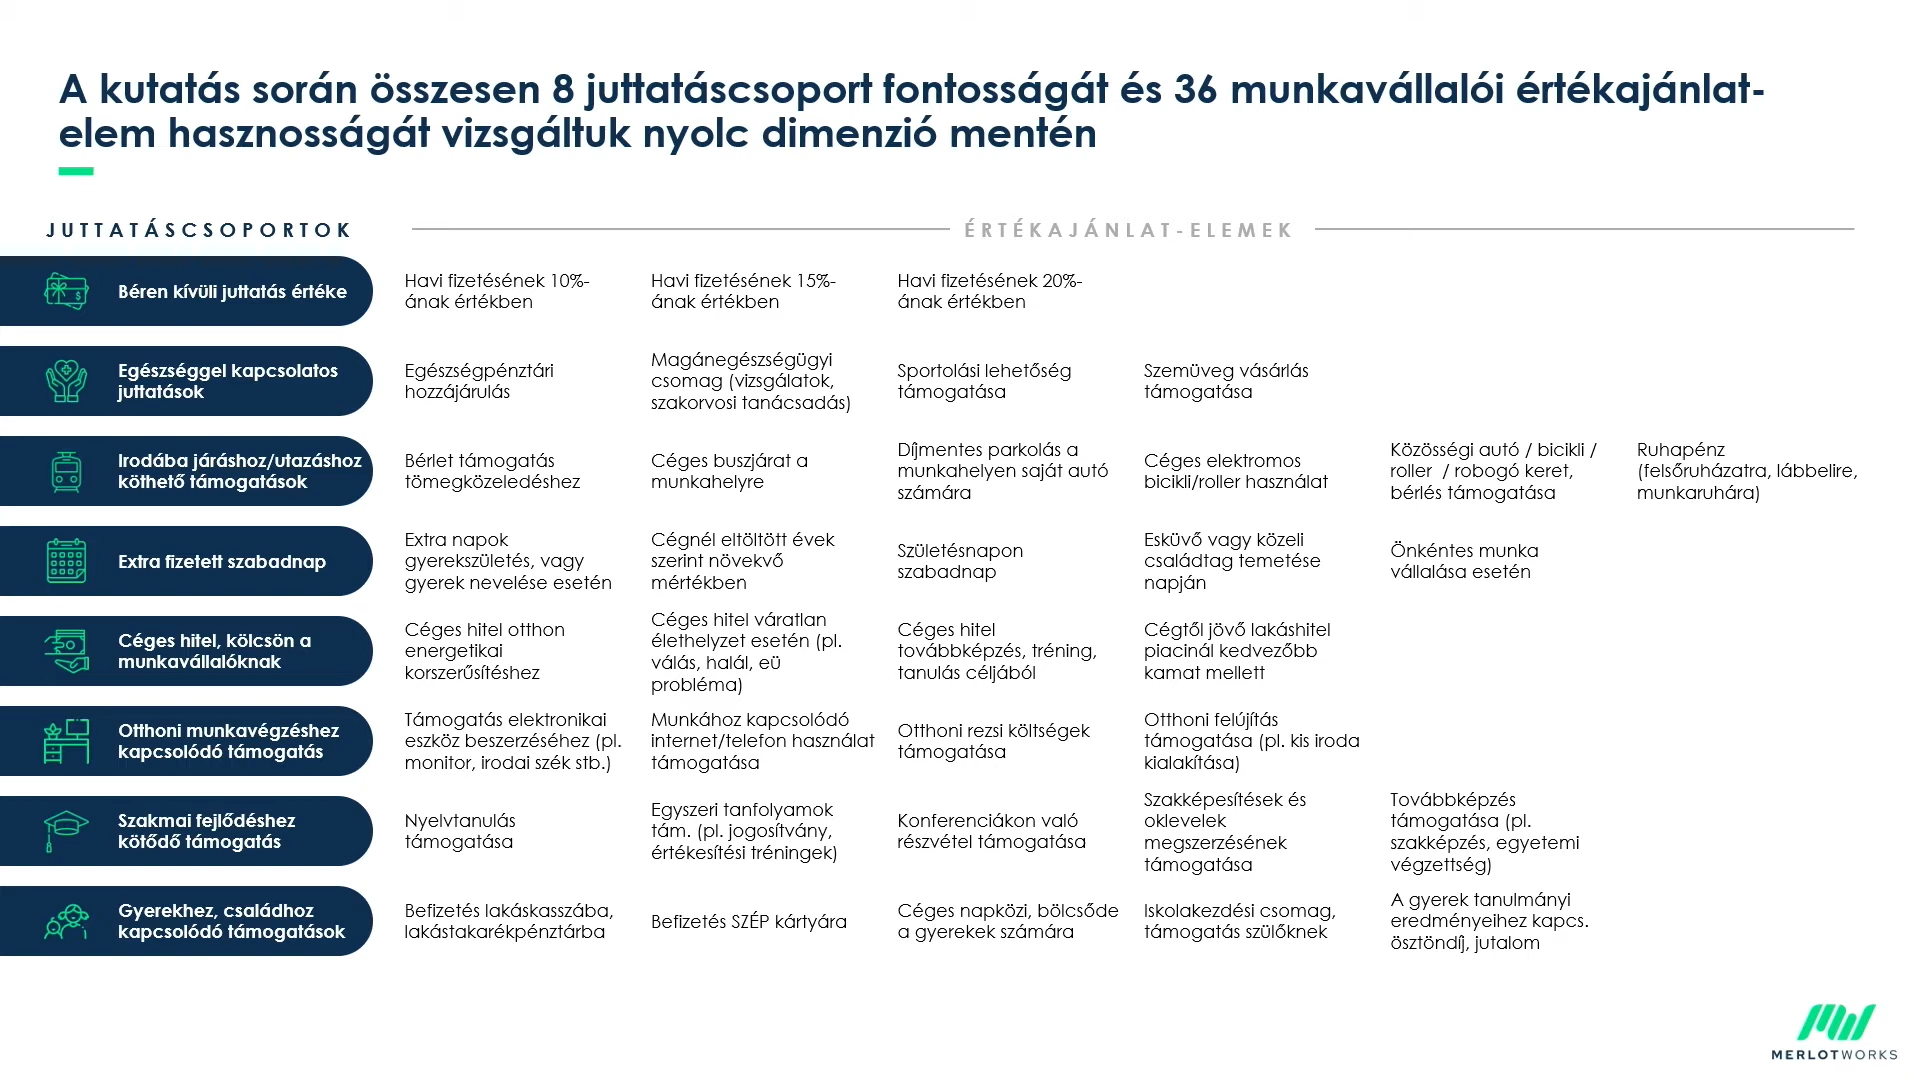 A kutatás során összesen 8 juttatáscsoport fontosságát és 36 munkavállalói értékajánlat-
elem hasznosságát vizsgáltuk nyolc dimenzió mentén
JUTTATÁSCSOPORTOK
ÉRTÉKAJÁNLAT-ELEMEK
Béren kívüli juttatás értéke
Havi fizetésének 10%-
ának értékben
Havi fizetésének 15%-
ának értékben
Havi fizetésének 20%-
ának értékben
Egészséggel kapcsolatos
juttatások
Egészségpénztári
hozzájárulás
Magánegészségügyi
csomag (vizsgálatok,
szakorvosi tanácsadás)
Sportolási lehetőség
támogatása
Szemüveg vásárlás
támogatása
Irodába járáshoz/utazáshoz
köthető támogatások
Bérlet támogatás
tömegközeledéshez
Céges buszjárat a
munkahelyre
Díjmentes parkolás a
munkahelyen saját autó
számára
Céges elektromos
bicikli/roller használat
Közösségi autó / bicikli /
roller / robogó keret,
bérlés támogatása
Ruhapénz
(felsőruházatra, lábbelire,
munkaruhára)
Extra fizetett szabadnap
Extra napok
gyerekszületés, vagy
gyerek nevelése esetén
Cégnél eltöltött évek
szerint növekvő
mértékben
Születésnapon
szabadnap
Esküvő vagy közeli
családtag temetése
napján
Önkéntes munka
vállalása esetén
Céges hitel, kölcsön a
munkavállalóknak
Céges hitel otthon
energetikai
korszerűsítéshez
Céges hitel váratlan
élethelyzet esetén (pl.
válás, halál, eü
probléma)
Céges hitel
továbbképzés, tréning,
tanulás céljából
Cégtől jövő lakáshitel
piacinál kedvezőbb
kamat mellett
Otthoni munkavégzéshez
kapcsolódó támogatás
Támogatás elektronikai
eszköz beszerzéséhez (pl.
monitor, irodai szék stb.)
Munkához kapcsolódó
internet/telefon használat
támogatása
Otthoni rezsi költségek
támogatása
Otthoni felújítás
támogatása (pl. kis iroda
kialakítása)
Szakmai fejlődéshez
kötődő támogatás
Nyelvtanulás
támogatása
Egyszeri tanfolyamok
tám. (pl. jogosítvány,
értékesítési tréningek)
Konferenciákon való
részvétel támogatása
Szakképesítések és
oklevelek
megszerzésének
támogatása
Továbbképzés
támogatása (pl.
szakképzés, egyetemi
végzettség)
Gyerekhez, családhoz
kapcsolódó támogatások
Befizetés lakáskasszába,
lakástakarékpénztárba
Befizetés SZÉP kártyára
Céges napközi, bölcsőde
a gyerekek számára
Iskolakezdési csomag,
támogatás szülőknek
A gyerek tanulmányi
eredményeihez kapcs.
ösztöndíj, jutalom
MERLOTWORKS